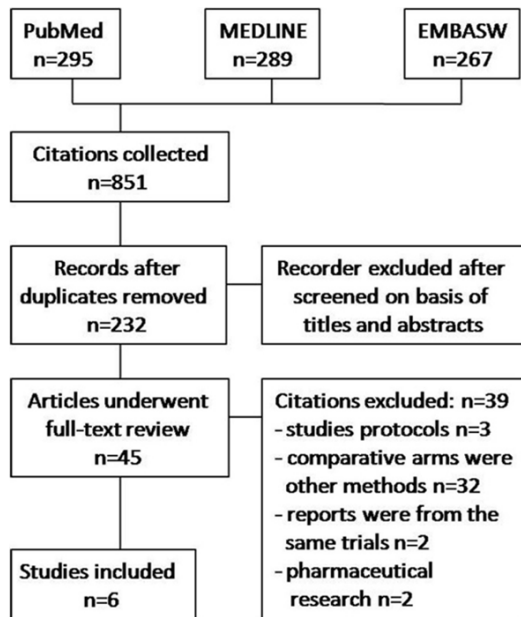 PubMed
n=295
MEDLINE
n=289
EMBASW
n=267
Citations collected
n=851
Records after
duplicates removed
n=232
Recorder excluded after
screened on basis of
titles and abstracts
Articles underwent
full-text review
n=45
Citations excluded: n=39
- studies protocols n=3
- comparative arms were
other methods n=32
- reports were from the
same trials n=2
- pharmaceutical
research n=2
Studies included
n=6